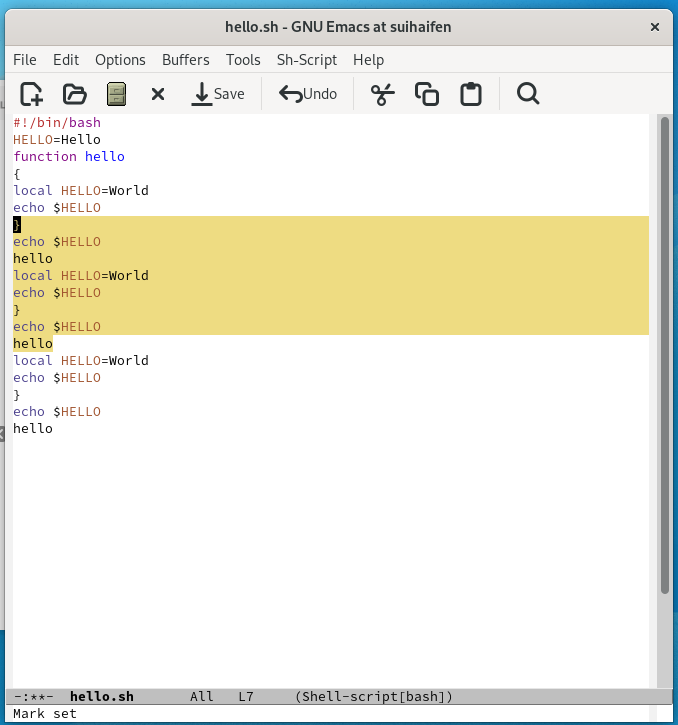 hello.sh - GNU Emacs at suihaifen
File Edit Options Buffers Tools Sh-Script Help
Save Undo
#!/bin/bash
HELLO=Hello
function hello
{
local HELLO=World
echo $HELLO
}
echo $HELLO
hello
local HELLO=World
echo $HELLO
}
echo $HELLO
hello
local HELLO=World
echo $HELLO
}
echo $HELLO
hello
-:**- hello.sh All L7 (Shell-script[bash])
Mark set